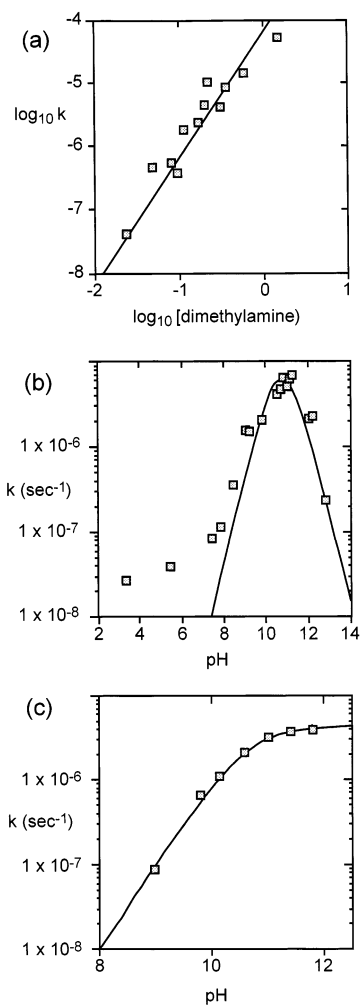 (a)
-4
-5
log₁₀ k
-6
-7
-8
-2 -1 0 1
log₁₀ [dimethylamine]
(b)
1 x 10⁻⁶
k (sec⁻¹)
1 x 10⁻⁷
1 x 10⁻⁸
2 4 6 8 10 12 14
pH
(c)
1 x 10⁻⁶
k (sec⁻¹)
1 x 10⁻⁷
1 x 10⁻⁸
8 10 12
pH